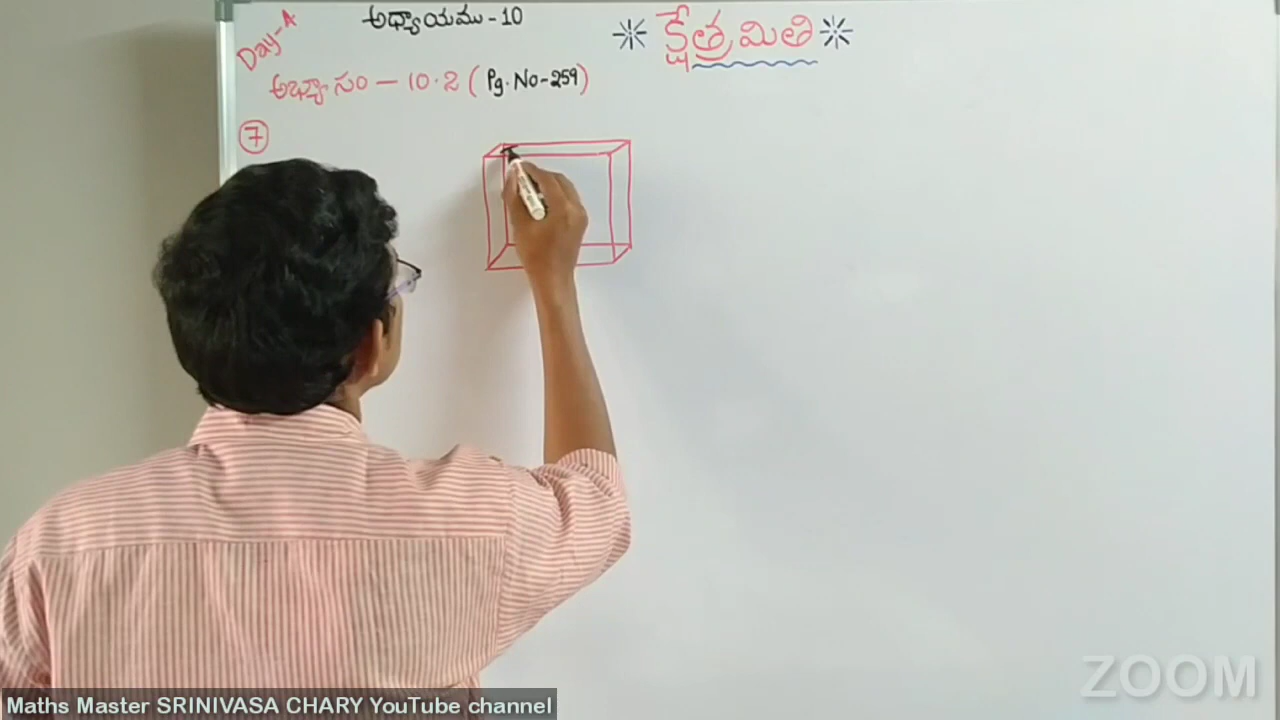 Day-4
అధ్యాయము - 10
* క్షేత్రమితి *
అభ్యాసం - 10.2 (Pg. No-259)
7
ZOOM
Maths Master SRINIVASA CHARY YouTube channel